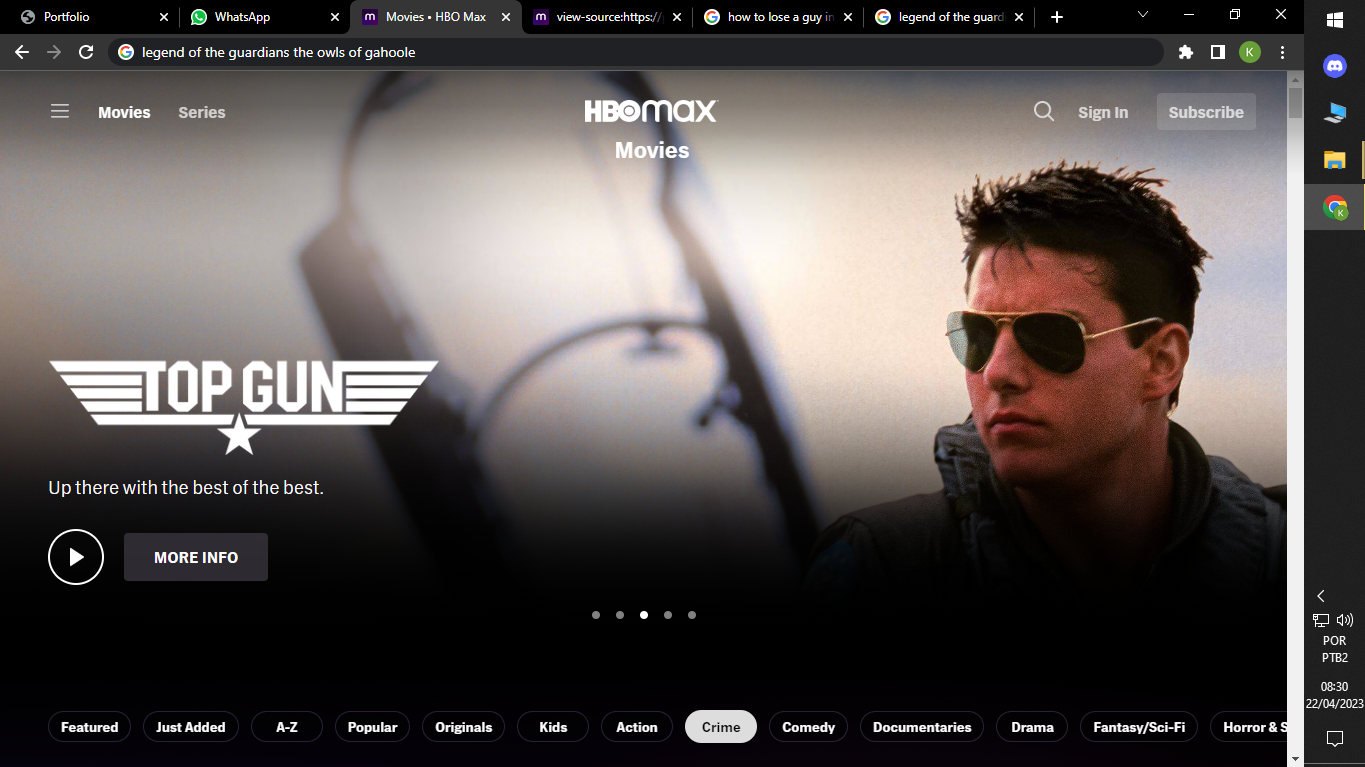 Portfolio
WhatsApp
Movies • HBO Max
view-source:https://
how to lose a guy in
legend of the guard
legend of the guardians the owls of gahoole
K
Movies
Series
HBOmax
Sign In
Subscribe
Movies
TOP GUN
Up there with the best of the best.
MORE INFO
Featured
Just Added
A-Z
Popular
Originals
Kids
Action
Crime
Comedy
Documentaries
Drama
Fantasy/Sci-Fi
Horror & S
POR
PTB2
08:30
22/04/2023